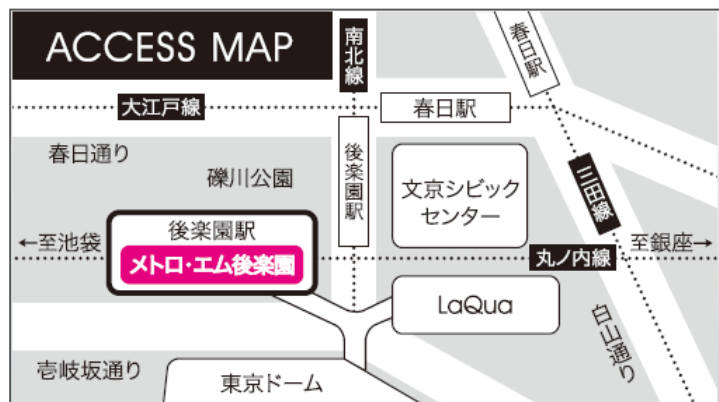 ACCESS MAP
南北線
春日駅
大江戸線
春日駅
春日通り
礫川公園
後楽園駅
文京シビック
センター
三田線
←至池袋
後楽園駅
メトロ・エム後楽園
丸ノ内線
至銀座→
LaQua
白山通り
壱岐坂通り
東京ドーム